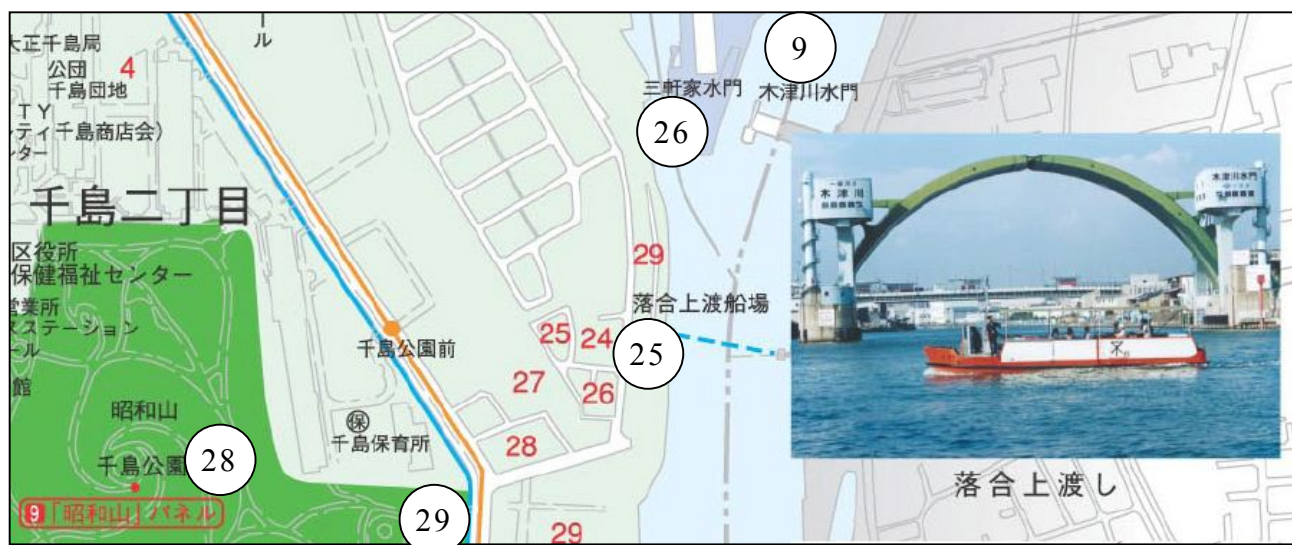 大正千島局
公団
千島団地
4
ール
TY
ティ千島商店会)
ンター
千島二丁目
区役所
保健福祉センター
営業所
スステーション
ール
館
昭和山
千島公園
28
9「昭和山」パネル
千島公園前
保
千島保育所
29
25
24
27
26
28
29
29
三軒家水門
26
9
木津川水門
落合上渡船場
25
木津川
木津川水門
落合上渡し